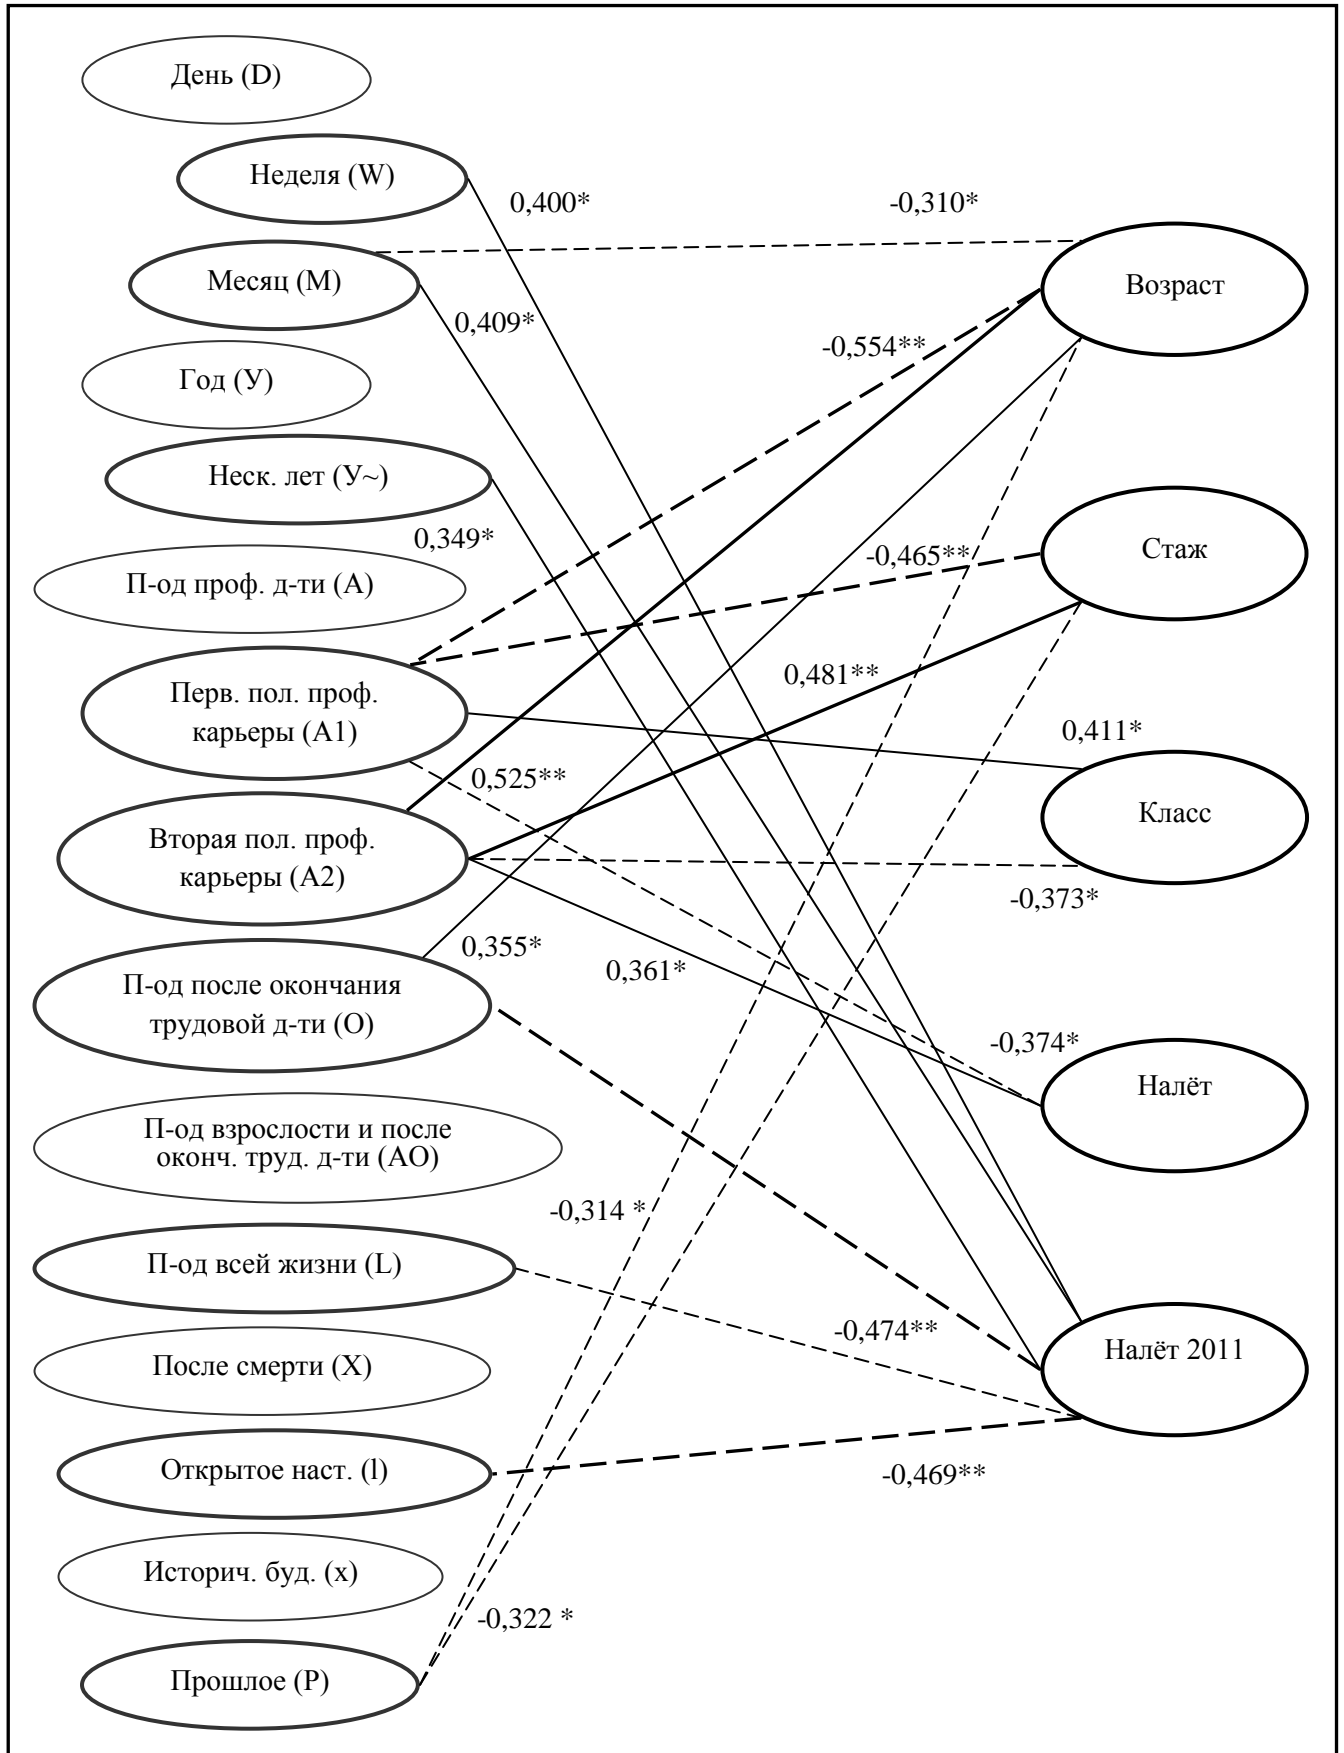 День (D)
Неделя (W)
0,400*
-0,310*
Месяц (М)
Возраст
0,409*
-0,554**
Год (У)
Неск. лет (У~)
0,349*
-0,465**
Стаж
П-од проф. д-ти (А)
0,481**
Перв. пол. проф.
карьеры (А1)
0,411*
0,525**
Класс
Вторая пол. проф.
карьеры (А2)
-0,373*
0,355*
0,361*
П-од после окончания
трудовой д-ти (О)
-0,374*
Налёт
П-од взрослости и после
оконч. труд. д-ти (АО)
-0,314 *
П-од всей жизни (L)
-0,474**
Налёт 2011
После смерти (Х)
Открытое наст. (l)
-0,469**
Историч. буд. (х)
-0,322 *
Прошлое (Р)